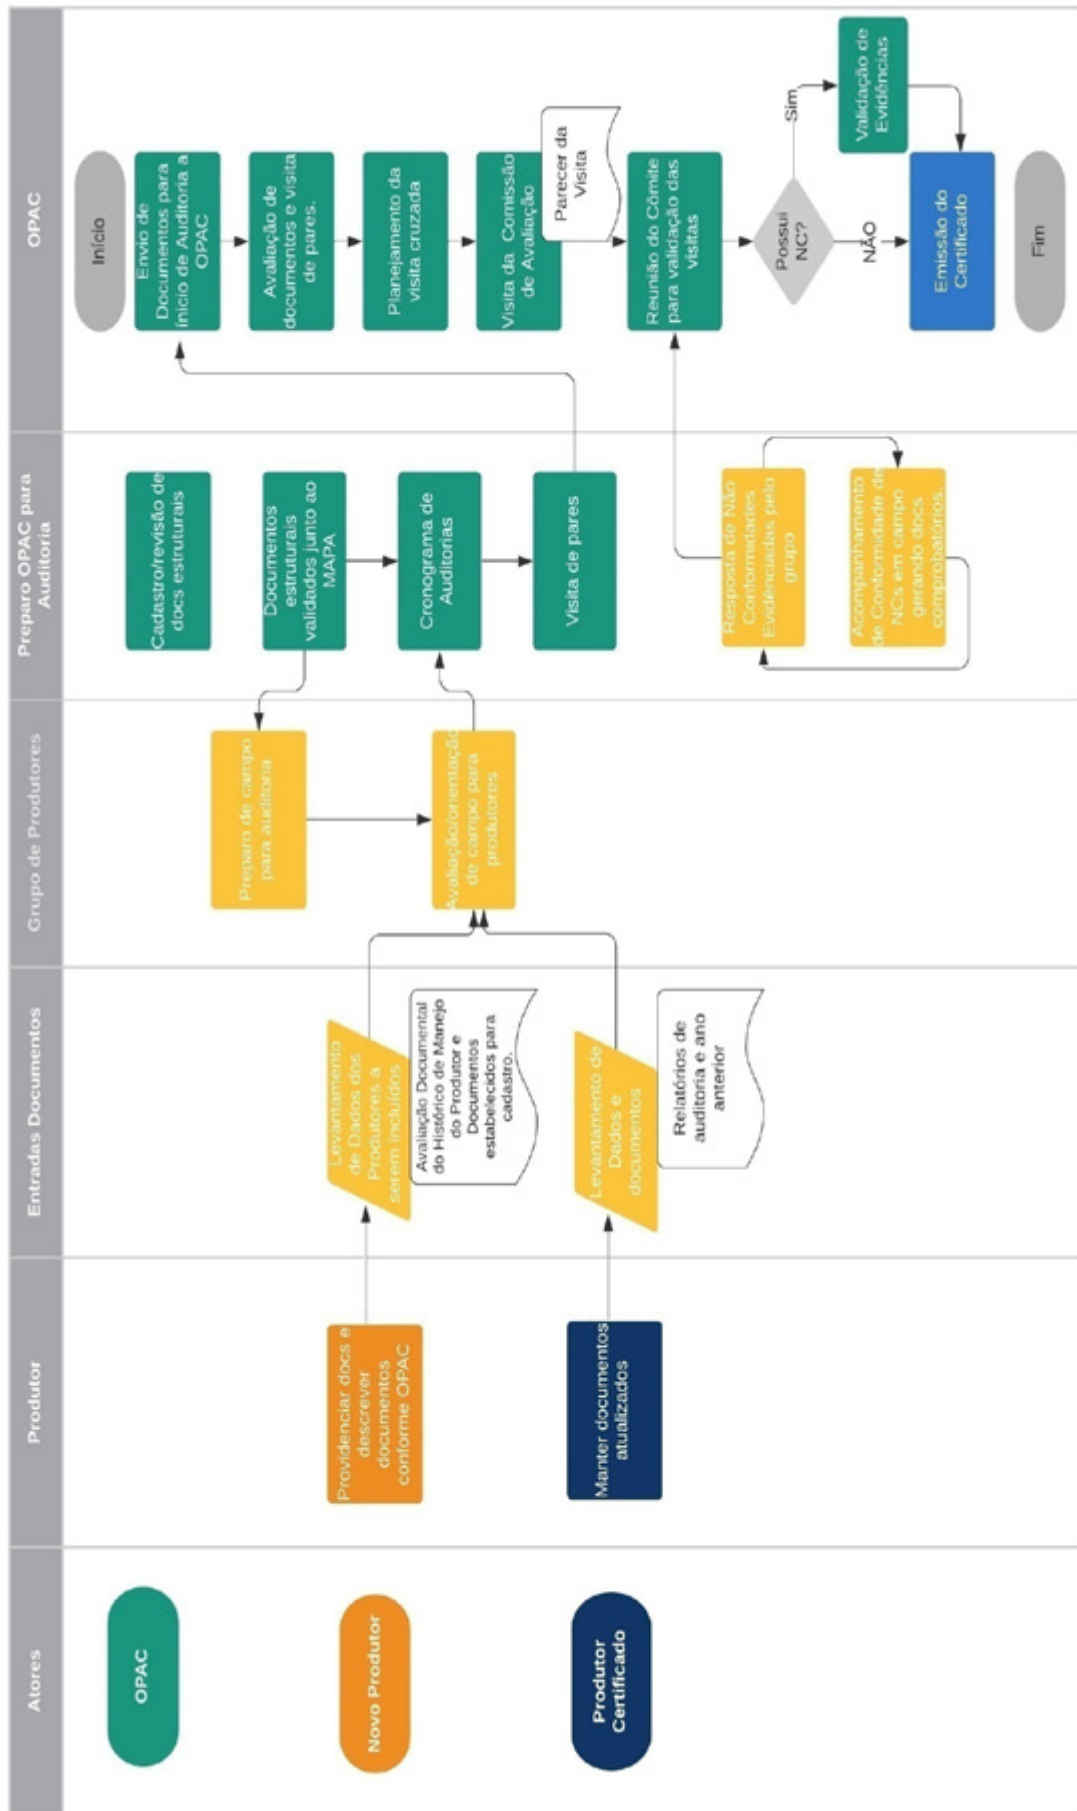 Atores
Produtor
Entradas Documentos
Grupo de Produtores
Preparo OPAC para
Auditoria
OPAC
OPAC
Novo Produtor
Produtor
Certificado
Providenciar docs e
descrever
documentos
conforme OPAC
Manter documentos
atualizados
Levantamento
de Dados dos
Produtores a
serem incluídos
Avaliação Documental
do Histórico de Manejo
do Produtor e
Documentos
estabelecidos para
cadastro.
Levantamento de
Dados e
documentos
Relatórios de
auditoria e ano
anterior
Preparo de campo
para auditoria
Avaliação/orientação
de campo para
produtores
Cadastro/revisão de
docs estruturais
Documentos
estruturais
validados junto ao
MAPA
Cronograma de
Auditorias
Visita de pares
Resposta de Não
Conformidades
Evidênciadas pelo
grupo
Acompanhamento
de Conformidade de
NCs em campo
gerando docs
comprobatórios.
Início
Envio de
Documentos para
ínicio de Auditoria a
OPAC
Avaliação de
documentos e visita
de pares.
Planejamento da
visita cruzada
Visita da Comissão
de Avaliação
Parecer da
Visita
Reunião do Cômite
para validação das
visitas
Possui
NC?
Sim
NÃO
Validação de
Evidências
Emissão do
Certificado
Fim